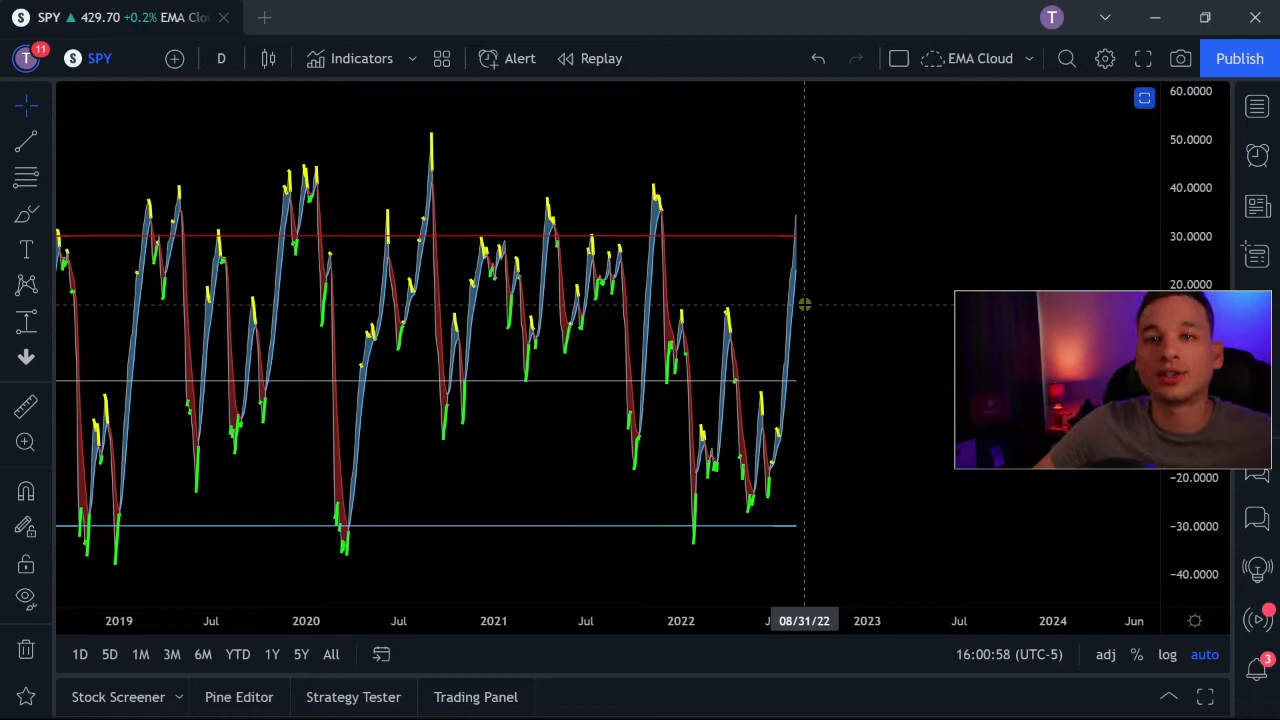 S SPY ▲ 429.70 +0.2% EMA Clo
T
T 11 S SPY D Indicators Alert Replay EMA Cloud Publish
60.0000
50.0000
40.0000
30.0000
20.0000
−20.0000
−30.0000
−40.0000
2019 Jul 2020 Jul 2021 Jul 2022 J 08/31/22 2023 Jul 2024 Jun
1D 5D 1M 3M 6M YTD 1Y 5Y All 16:00:58 (UTC-5) adj % log auto
3
Stock Screener Pine Editor Strategy Tester Trading Panel
T